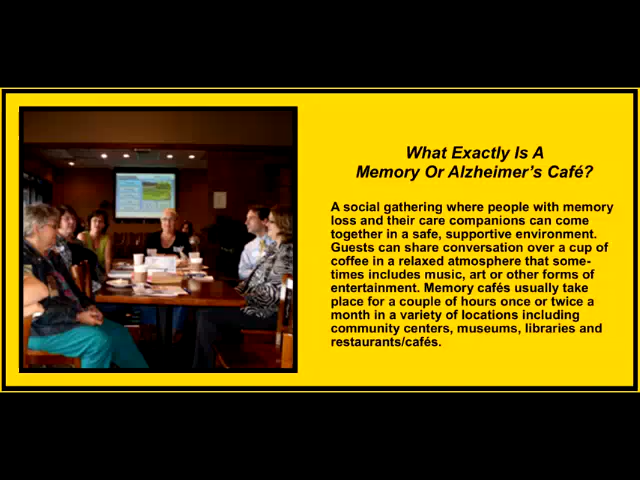 What Exactly Is A
Memory Or Alzheimer's Café?
A social gathering where people with memory
loss and their care companions can come
together in a safe, supportive environment.
Guests can share conversation over a cup of
coffee in a relaxed atmosphere that some-
times includes music, art or other forms of
entertainment. Memory cafés usually take
place for a couple of hours once or twice a
month in a variety of locations including
community centers, museums, libraries and
restaurants/cafés.